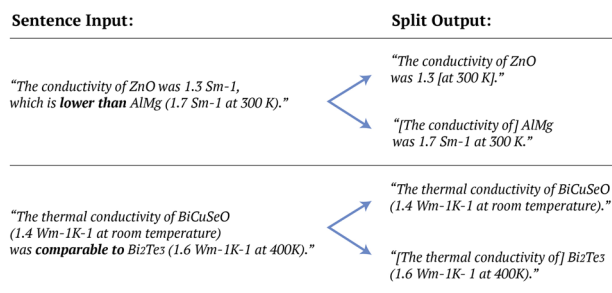 Sentence Input:
Split Output:
“The conductivity of ZnO was 1.3 Sm-1,
which is lower than AlMg (1.7 Sm-1 at 300 K).”
“The conductivity of ZnO
was 1.3 [at 300 K].”
“[The conductivity of] AlMg
was 1.7 Sm-1 at 300 K.”
“The thermal conductivity of BiCuSeO
(1.4 Wm-1K-1 at room temperature)
was comparable to Bi2Te3 (1.6 Wm-1K-1 at 400K).”
“The thermal conductivity of BiCuSeO
(1.4 Wm-1K-1 at room temperature).”
“[The thermal conductivity of] Bi2Te3
(1.6 Wm-1K- 1 at 400K).”